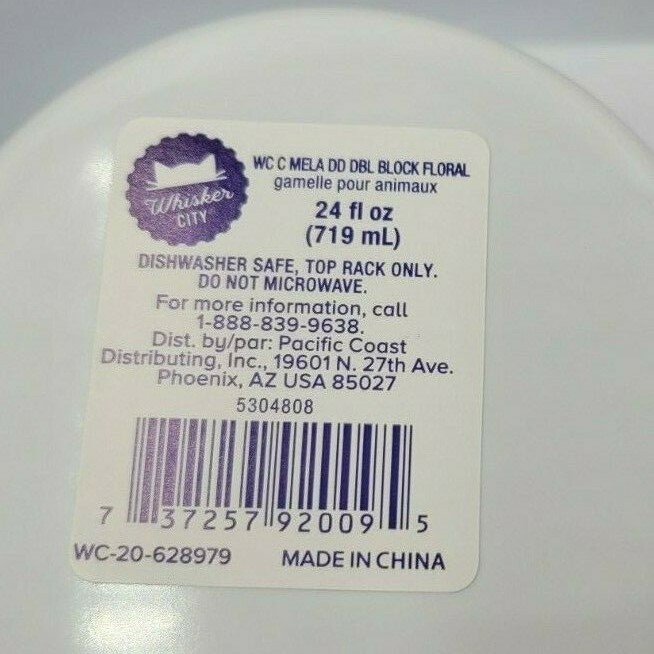 Whisker
CITY
WC C MELA DD DBL BLOCK FLORAL
gamelle pour animaux
24 fl oz
(719 mL)
DISHWASHER SAFE, TOP RACK ONLY.
DO NOT MICROWAVE.
For more information, call
1-888-839-9638.
Dist. by/par: Pacific Coast
Distributing, Inc., 19601 N. 27th Ave.
Phoenix, AZ USA 85027
5304808
7 37257 92009 5
WC-20-628979 MADE IN CHINA